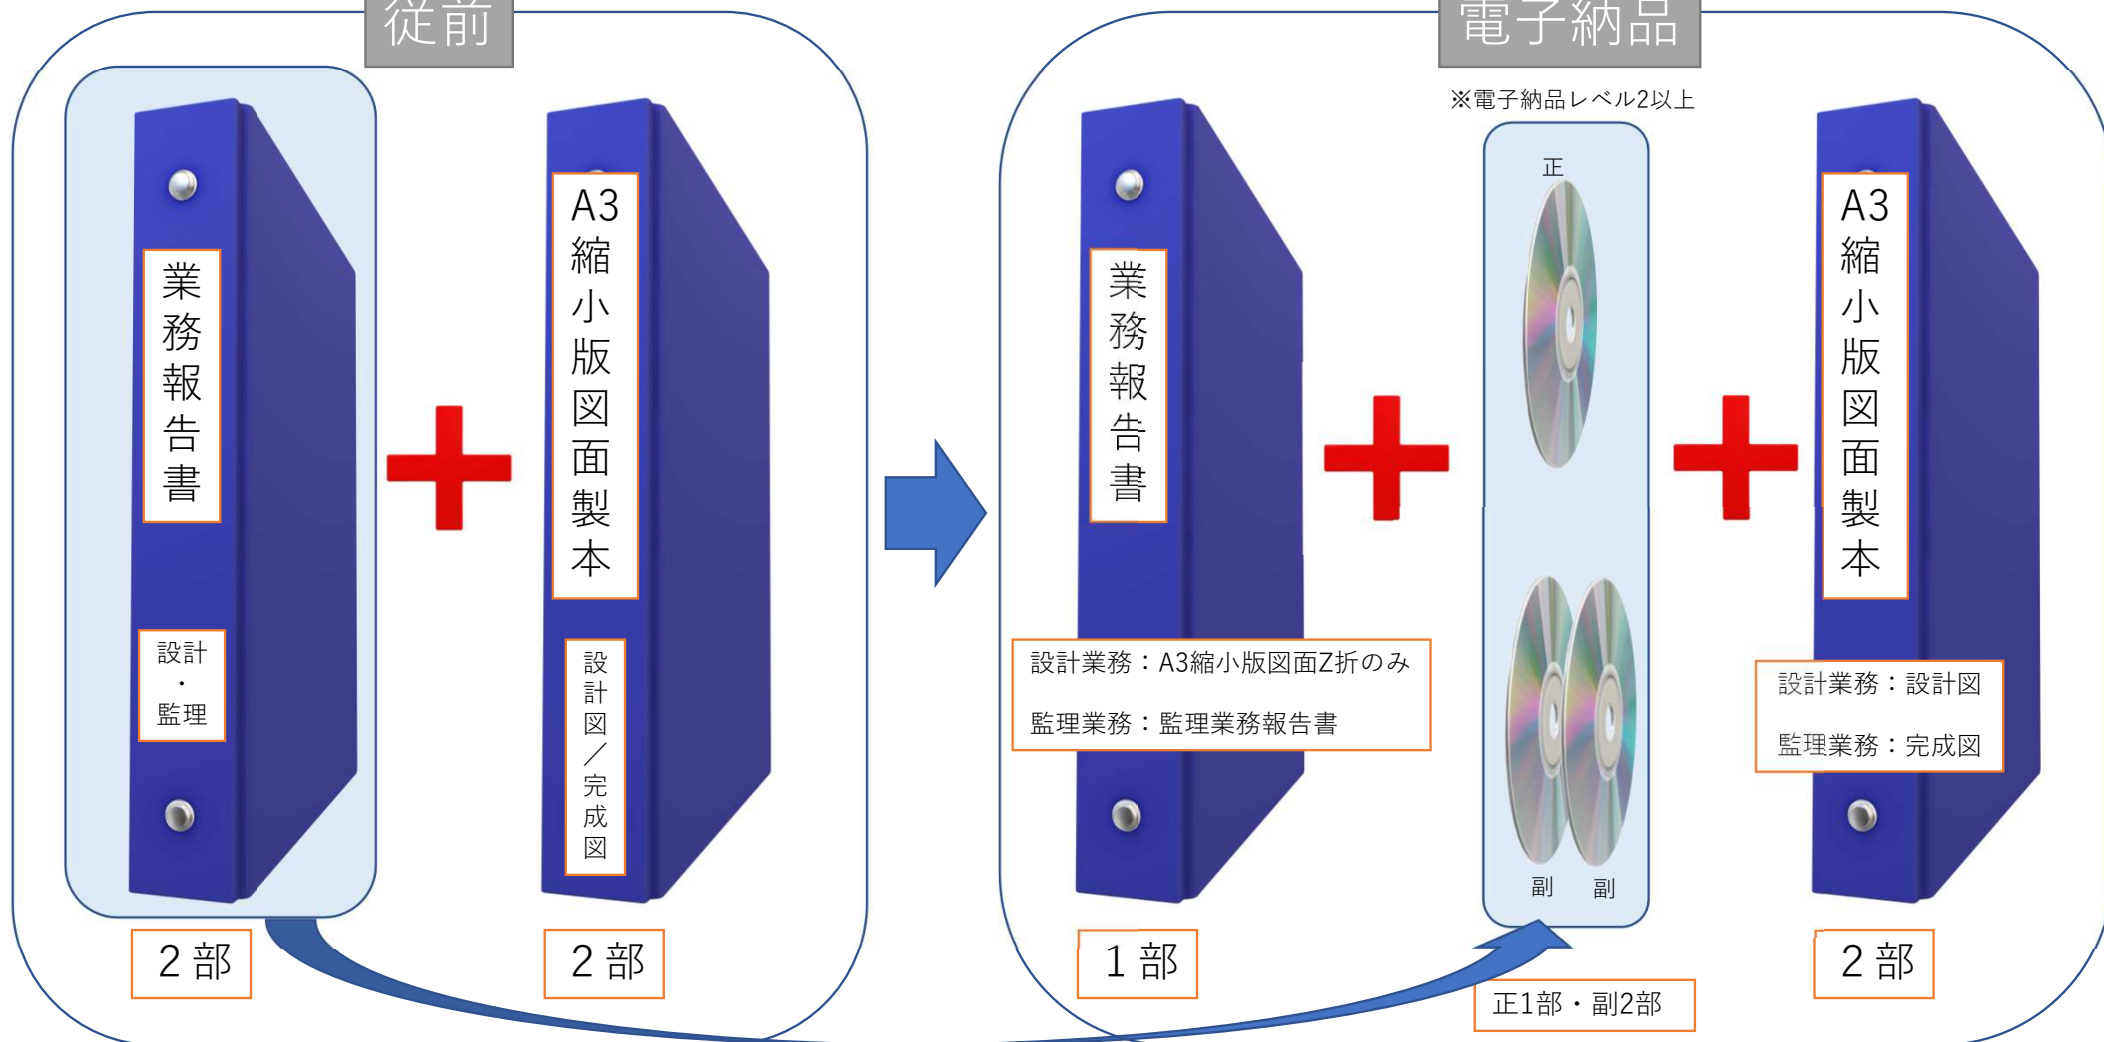 従前
業務報告書
設計・監理
2部
A3縮小版図面製本
設計図／完成図
2部
電子納品
※電子納品レベル2以上
業務報告書
設計業務：A3縮小版図面Z折のみ
監理業務：監理業務報告書
1部
正
副 副
正1部・副2部
A3縮小版図面製本
設計業務：設計図
監理業務：完成図
2部